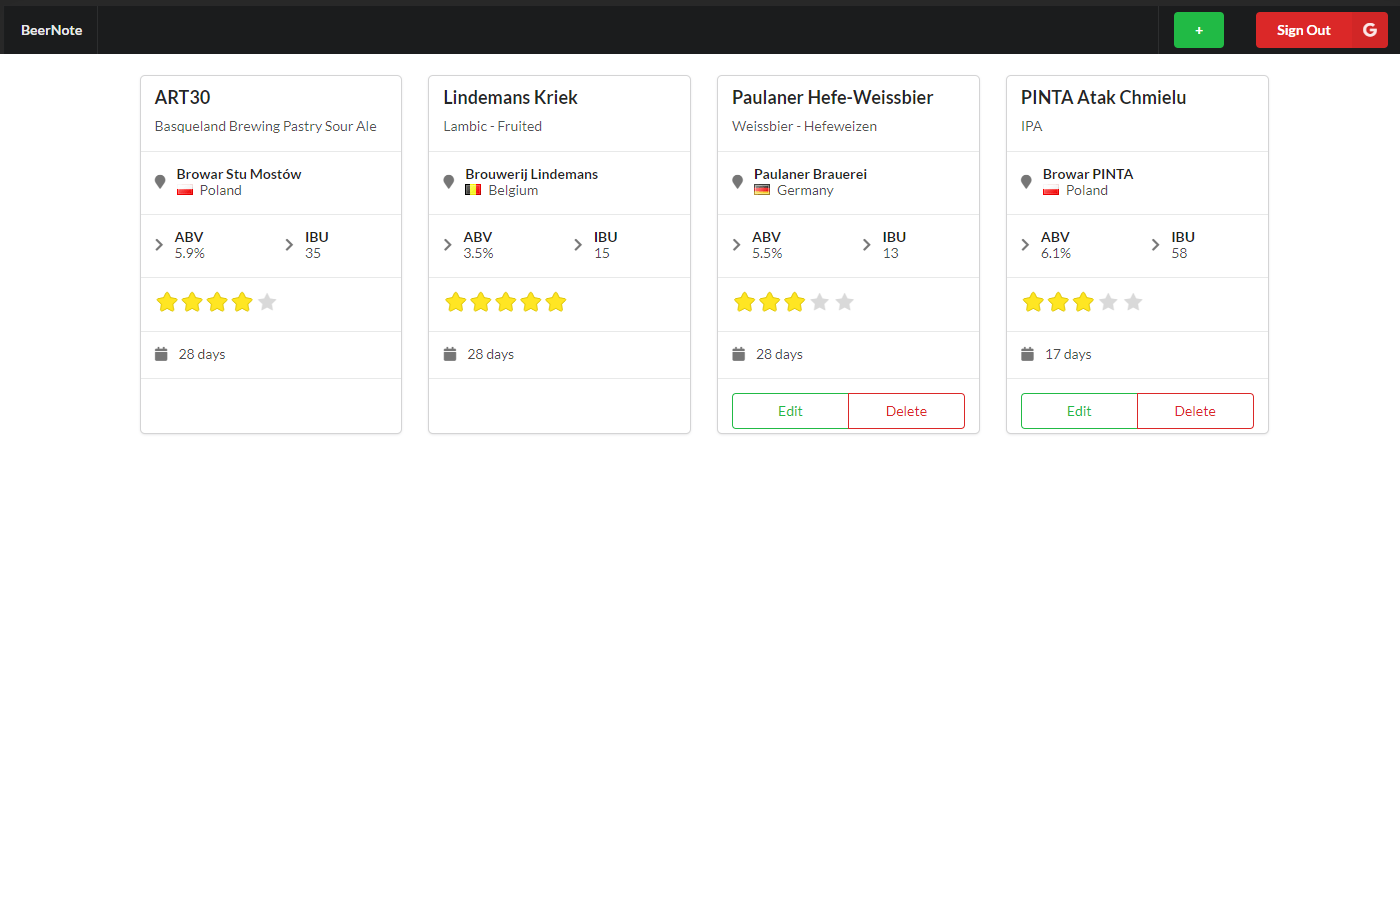 BeerNote
+
Sign Out
ART30
Basqueland Brewing Pastry Sour Ale
Browar Stu Mostów
Poland
ABV
5.9%
IBU
35
28 days
Lindemans Kriek
Lambic - Fruited
Brouwerij Lindemans
Belgium
ABV
3.5%
IBU
15
28 days
Paulaner Hefe-Weissbier
Weissbier - Hefeweizen
Paulaner Brauerei
Germany
ABV
5.5%
IBU
13
28 days
Edit
Delete
PINTA Atak Chmielu
IPA
Browar PINTA
Poland
ABV
6.1%
IBU
58
17 days
Edit
Delete